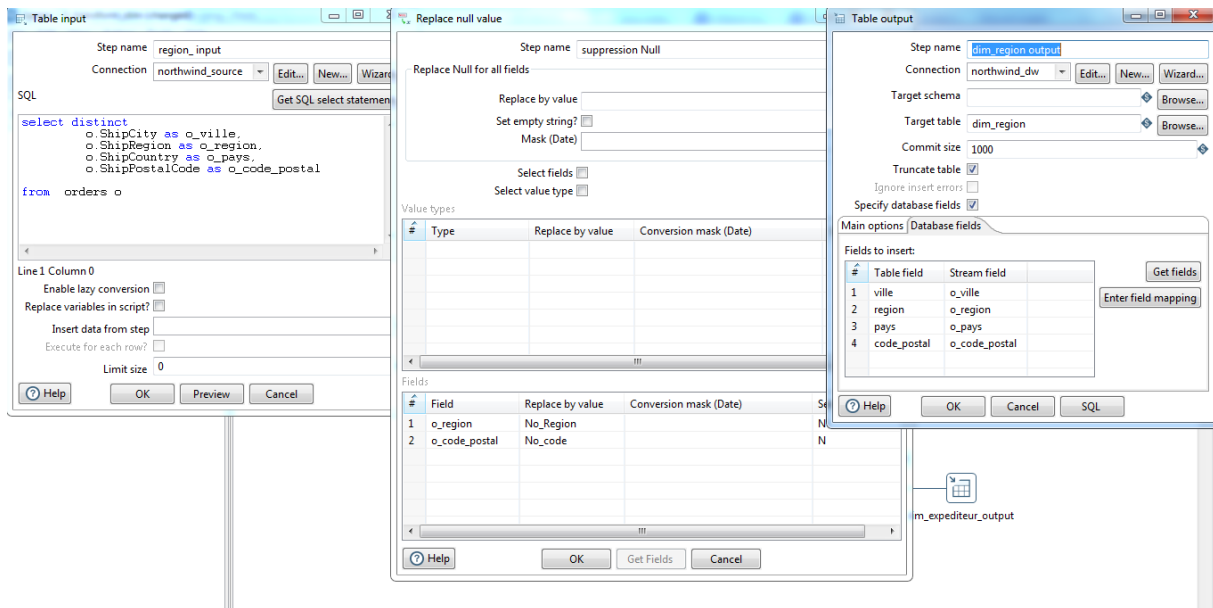 Table input
Step name region_ input
Connection northwind_source Edit... New... Wizard
SQL Get SQL select statemen
select distinct
o.ShipCity as o_ville,
o.ShipRegion as o_region,
o.ShipCountry as o_pays,
o.ShipPostalCode as o_code_postal
from orders o
Line 1 Column 0
Enable lazy conversion
Replace variables in script?
Insert data from step
Execute for each row?
Limit size 0
Help OK Preview Cancel
Replace null value
Step name suppression Null
Replace Null for all fields
Replace by value
Set empty string?
Mask (Date)
Select fields
Select value type
Value types
# Type Replace by value Conversion mask (Date)
Fields
# Field Replace by value Conversion mask (Date) Se
1 o_region No_Region N
2 o_code_postal No_code N
Help OK Get Fields Cancel
Table output
Step name dim_region output
Connection northwind_dw Edit... New... Wizard...
Target schema Browse...
Target table dim_region Browse...
Commit size 1000
Truncate table
Ignore insert errors
Specify database fields
Main options Database fields
Fields to insert:
# Table field Stream field Get fields
1 ville o_ville
Enter field mapping
2 region o_region
3 pays o_pays
4 code_postal o_code_postal
Help OK Cancel SQL
m_expediteur_output